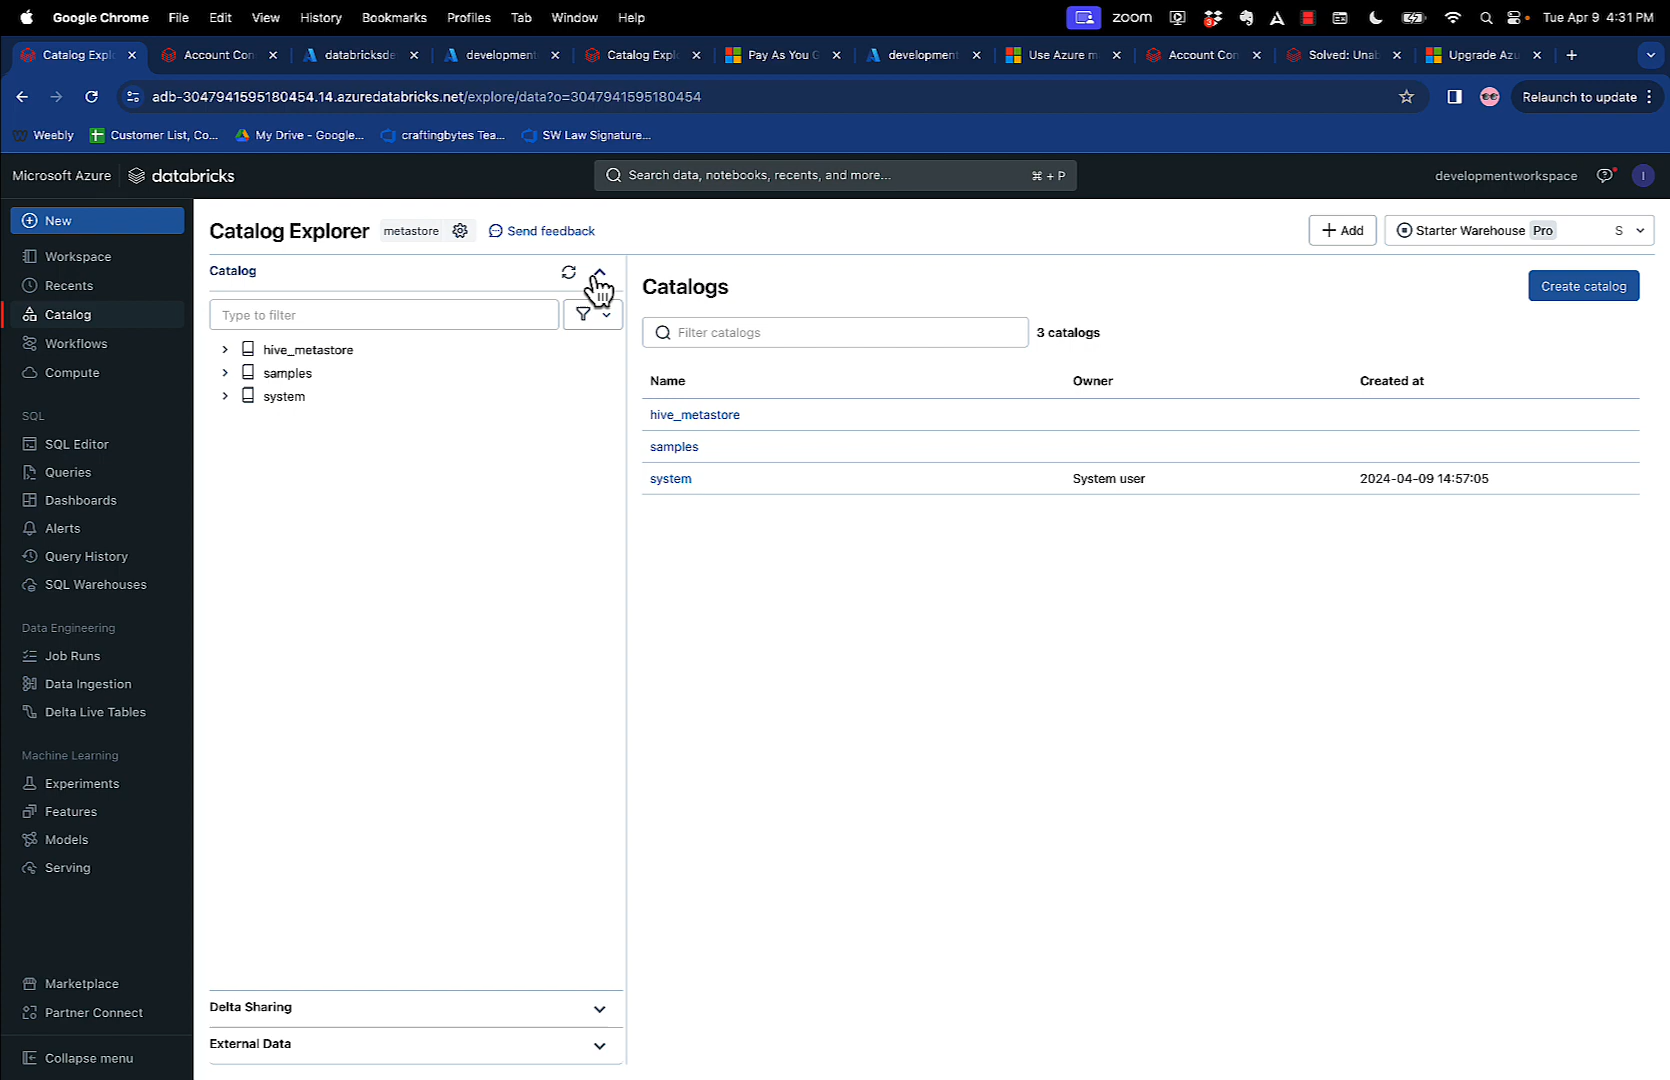 Google Chrome File Edit View History Bookmarks Profiles Tab Window Help zoom 3 Tue Apr 9 4:31 PM
Catalog Explo Account Con databricksde development Catalog Explo Pay As You G development Use Azure m Account Con Solved: Unab Upgrade Azu
adb-3047941595180454.14.azuredatabricks.net/explore/data?o=3047941595180454 Relaunch to update
Weebly Customer List, Co... My Drive - Google... craftingbytes Tea... SW Law Signature...
Microsoft Azure databricks Search data, notebooks, recents, and more... ⌘ + P developmentworkspace I
New
Workspace
Recents
Catalog
Workflows
Compute
SQL
SQL Editor
Queries
Dashboards
Alerts
Query History
SQL Warehouses
Data Engineering
Job Runs
Data Ingestion
Delta Live Tables
Machine Learning
Experiments
Features
Models
Serving
Marketplace
Partner Connect
Collapse menu
Catalog Explorer metastore Send feedback + Add Starter Warehouse Pro S
Catalog
Type to filter
hive_metastore
samples
system
Delta Sharing
External Data
Catalogs Create catalog
Filter catalogs 3 catalogs
Name Owner Created at
hive_metastore
samples
system System user 2024-04-09 14:57:05